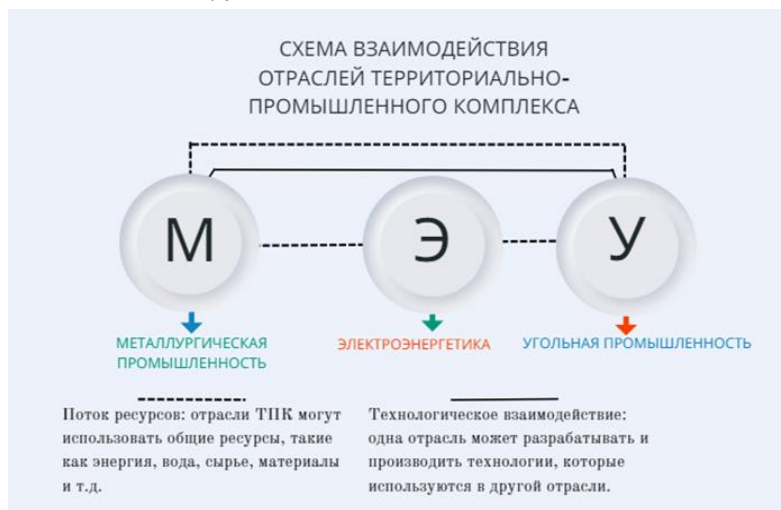 СХЕМА ВЗАИМОДЕЙСТВИЯ
ОТРАСЛЕЙ ТЕРРИТОРИАЛЬНО-
ПРОМЫШЛЕННОГО КОМПЛЕКСА
М
Э
У
МЕТАЛЛУРГИЧЕСКАЯ
ПРОМЫШЛЕННОСТЬ
ЭЛЕКТРОЭНЕРГЕТИКА
УГОЛЬНАЯ ПРОМЫШЛЕННОСТЬ
Поток ресурсов: отрасли ТПК могут
использовать общие ресурсы, такие
как энергия, вода, сырье, материалы
и т.д.
Технологическое взаимодействие:
одна отрасль может разрабатывать и
производить технологии, которые
используются в другой отрасли.